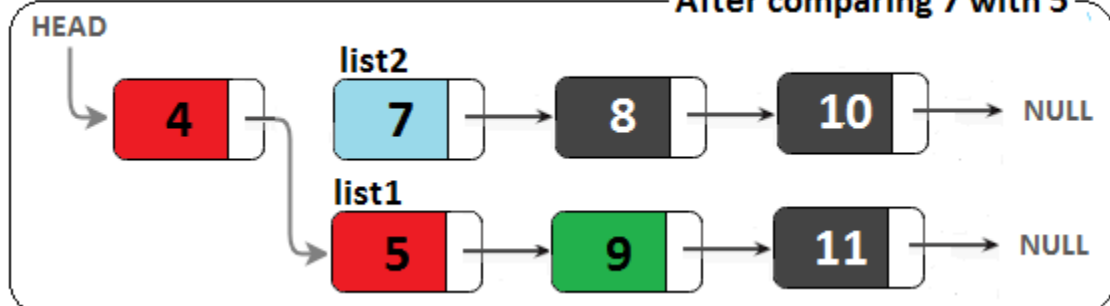 After comparing 7 with 5
HEAD
list2
4
7
8
10
NULL
list1
5
9
11
NULL